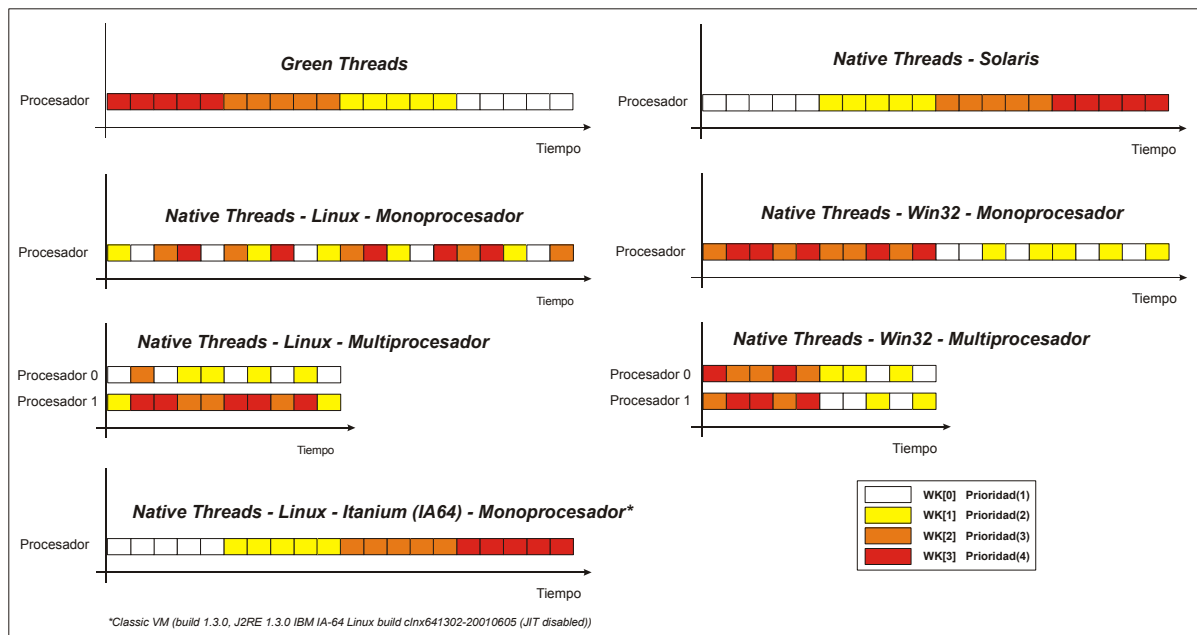 Green Threads
Procesador
Tiempo
Native Threads - Solaris
Procesador
Tiempo
Native Threads - Linux - Monoprocesador
Procesador
Tiempo
Native Threads - Win32 - Monoprocesador
Procesador
Tiempo
Native Threads - Linux - Multiprocesador
Procesador 0
Procesador 1
Tiempo
Native Threads - Win32 - Multiprocesador
Procesador 0
Procesador 1
Tiempo
Native Threads - Linux - Itanium (IA64) - Monoprocesador*
Procesador
Tiempo
WK[0] Prioridad(1)
WK[1] Prioridad(2)
WK[2] Prioridad(3)
WK[3] Prioridad(4)
*Classic VM (build 1.3.0, J2RE 1.3.0 IBM IA-64 Linux build clnx641302-20010605 (JIT disabled))